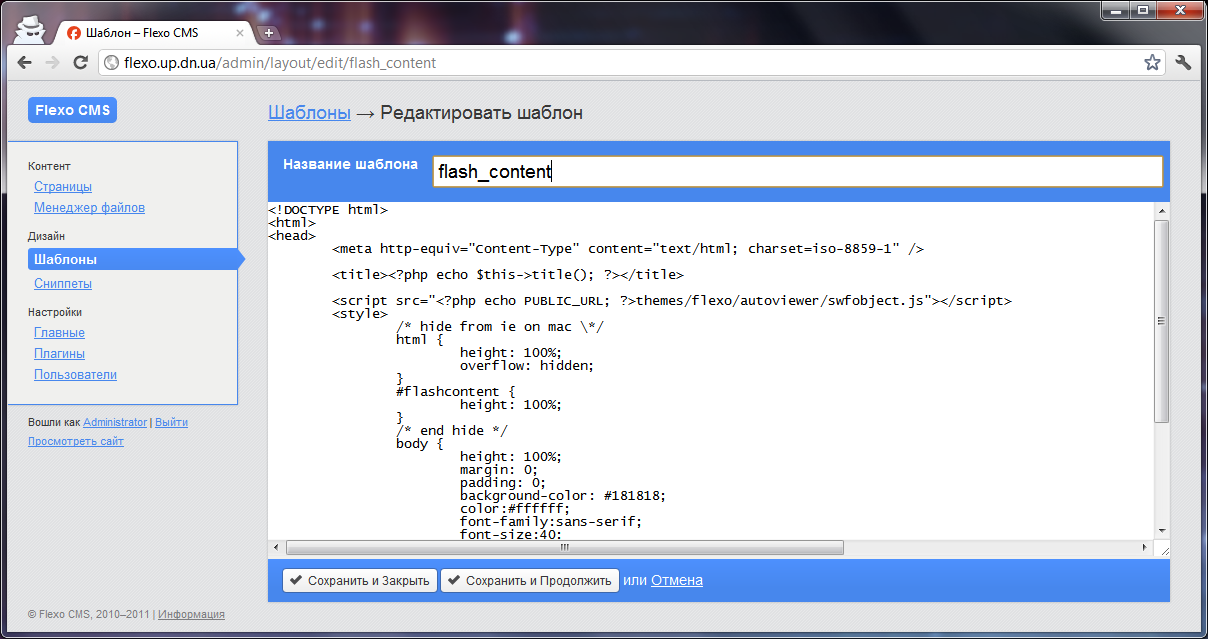 Шаблон – Flexo CMS
flexo.up.dn.ua/admin/layout/edit/flash_content
Flexo CMS
Контент
Страницы
Менеджер файлов
Дизайн
Шаблоны
Сниппеты
Настройки
Главные
Плагины
Пользователи
Вошли как Administrator | Выйти
Просмотреть сайт
© Flexo CMS, 2010–2011 | Информация
Шаблоны → Редактировать шаблон
Название шаблона flash_content
<!DOCTYPE html>
<html>
<head>
<meta http-equiv="Content-Type" content="text/html; charset=iso-8859-1" />
<title><?php echo $this->title(); ?></title>
<script src="<?php echo PUBLIC_URL; ?>themes/flexo/autoviewer/swfobject.js"></script>
<style>
/* hide from ie on mac \*/
html {
height: 100%;
overflow: hidden;
}
#flashcontent {
height: 100%;
}
/* end hide */
body {
height: 100%;
margin: 0;
padding: 0;
background-color: #181818;
color:#ffffff;
font-family:sans-serif;
font-size:40;
Сохранить и Закрыть Сохранить и Продолжить или Отмена